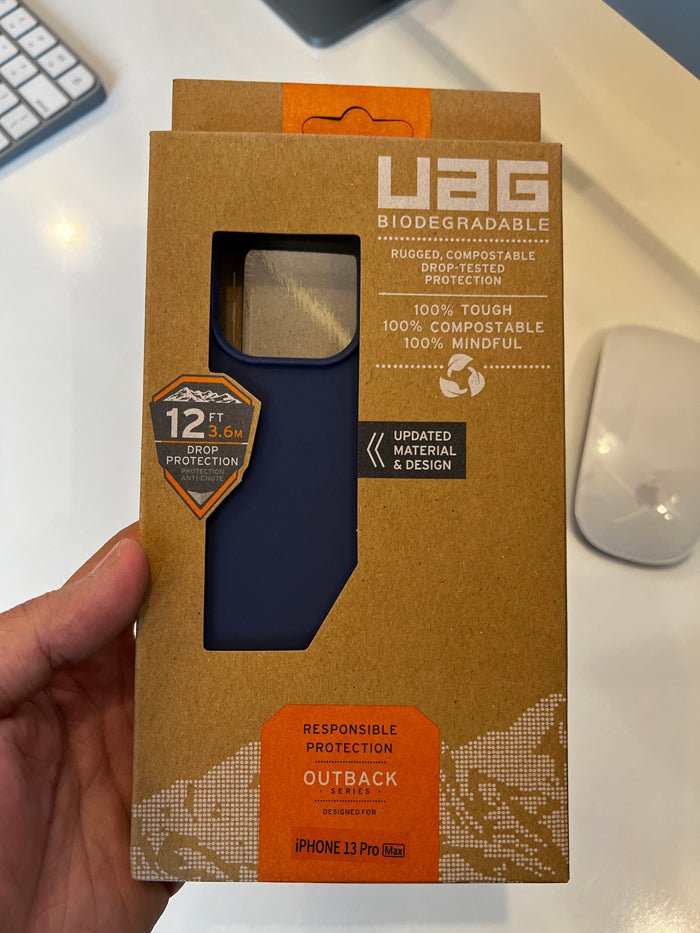 UAG
BIODEGRADABLE
RUGGED, COMPOSTABLE
DROP-TESTED
PROTECTION
100% TOUGH
100% COMPOSTABLE
100% MINDFUL
12 FT
3.6M
DROP
PROTECTION
PROTECTION
ANTI-CHUTE
UPDATED
MATERIAL
& DESIGN
RESPONSIBLE
PROTECTION
OUTBACK
· SERIES ·
DESIGNED FOR
iPHONE 13 Pro Max